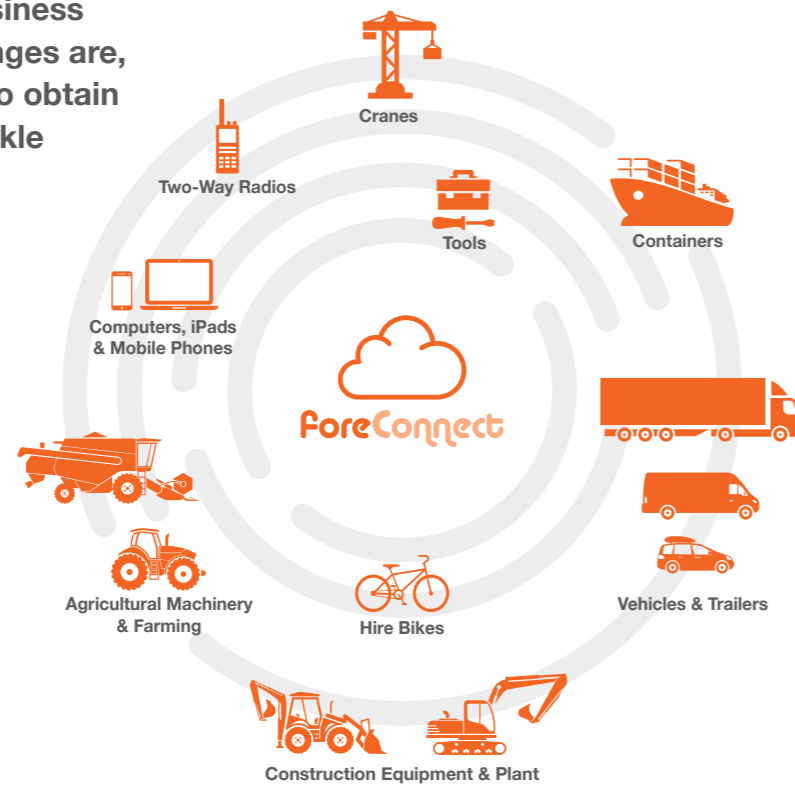 siness
nges are,
o obtain
kle
Cranes
Two-Way Radios
Tools
Containers
Computers, iPads
& Mobile Phones
foreConnect
Agricultural Machinery
& Farming
Hire Bikes
Vehicles & Trailers
Construction Equipment & Plant